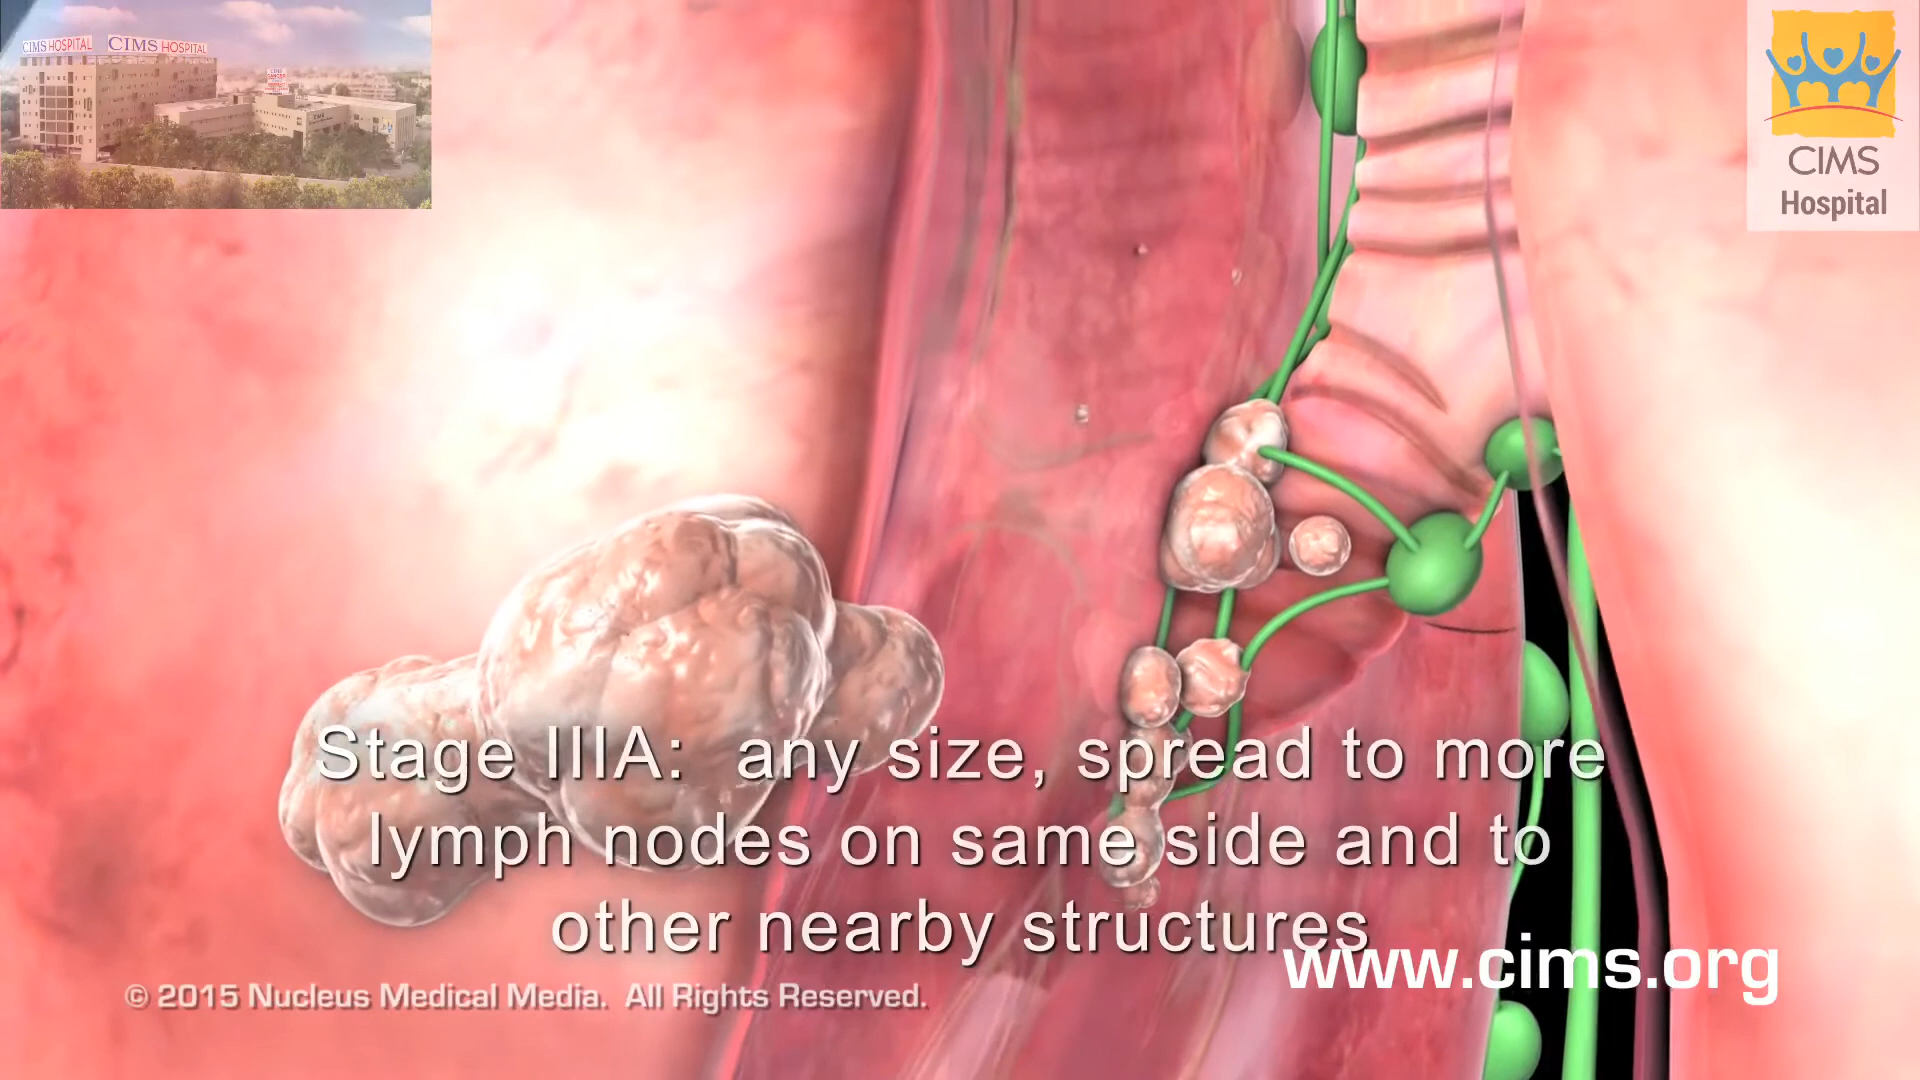 CIMS HOSPITAL CIMS HOSPITAL
CIMS
Hospital
Stage IIIA: any size, spread to more
lymph nodes on same side and to
other nearby structures
www.cims.org
© 2015 Nucleus Medical Media. All Rights Reserved.